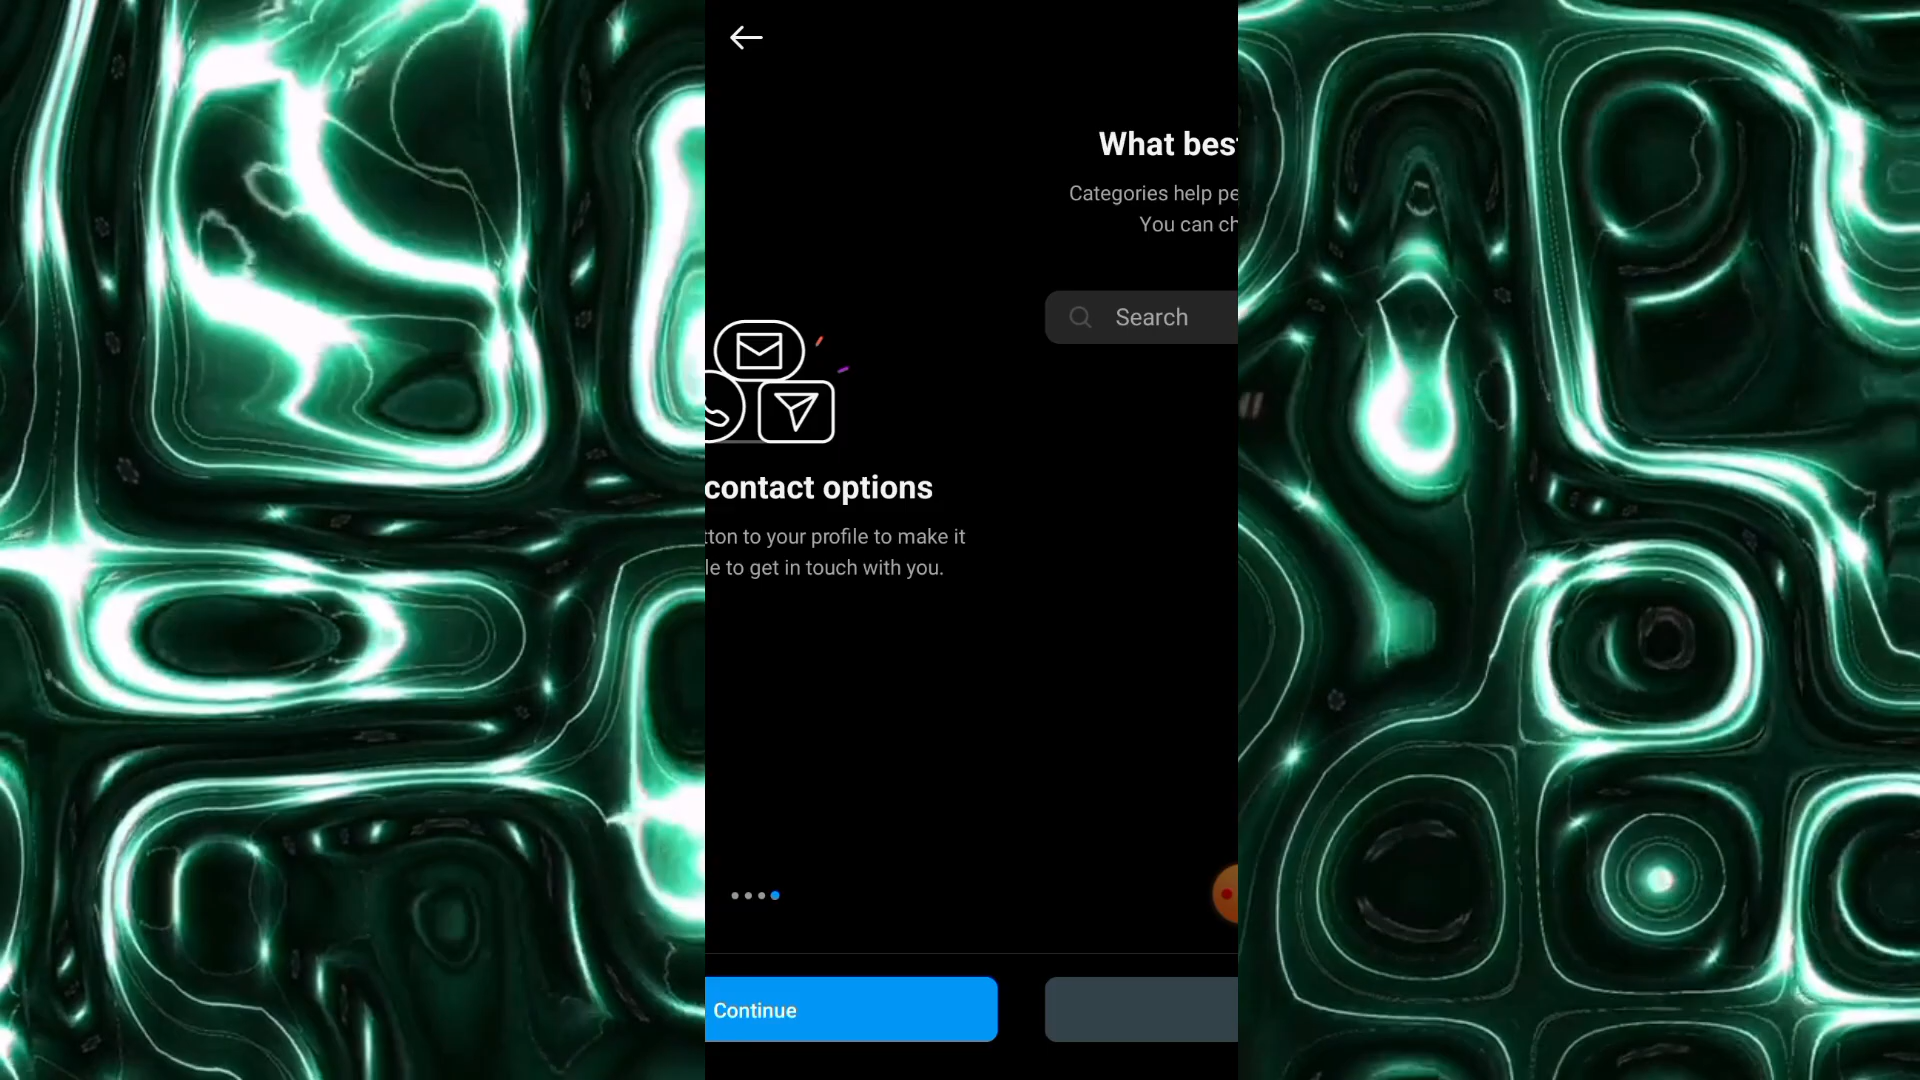 What bes
Categories help pe
You can ch
Search
contact options
tton to your profile to make it
le to get in touch with you.
Continue